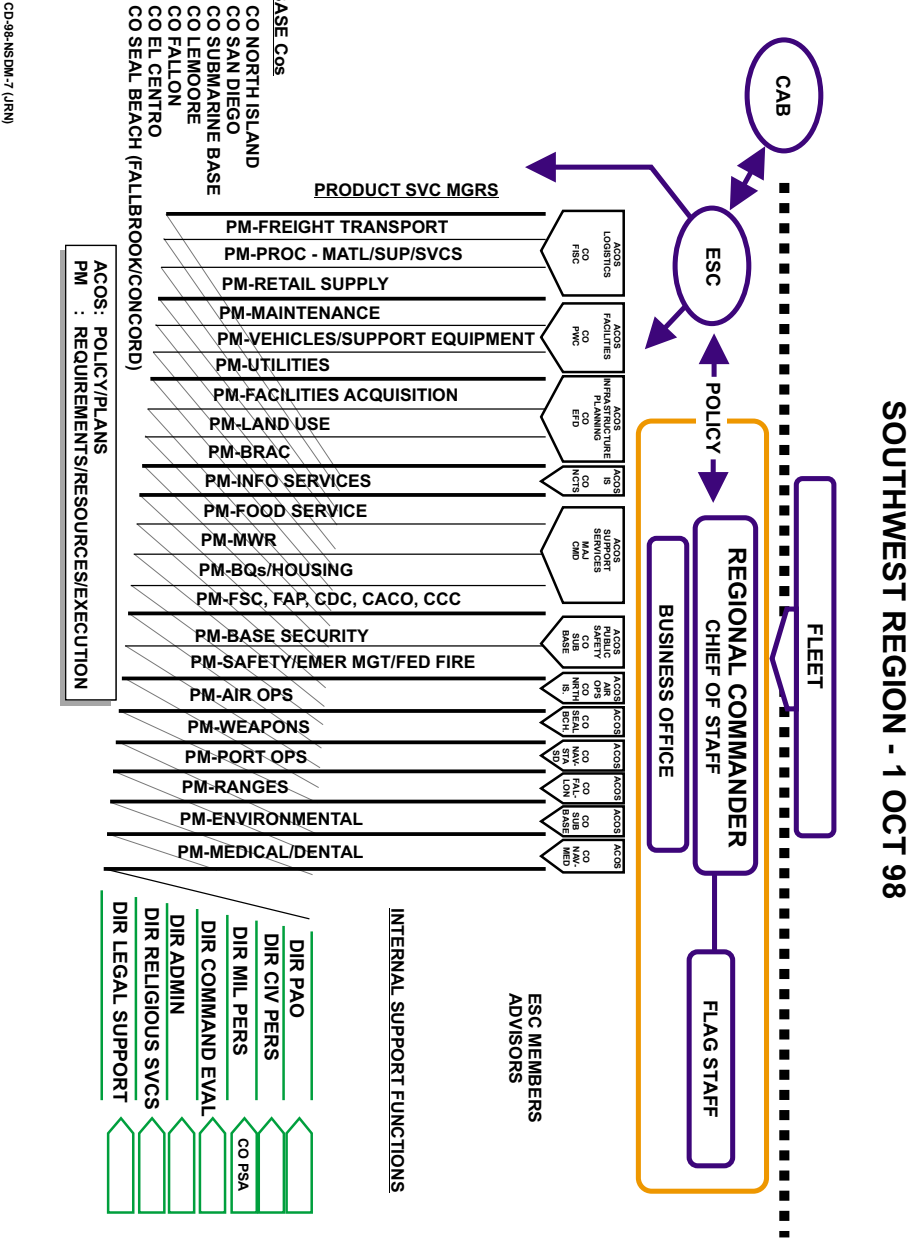 SOUTHWEST REGION - 1 OCT 98
CAB
ESC
POLICY
FLEET
REGIONAL COMMANDER
CHIEF OF STAFF
FLAG STAFF
BUSINESS OFFICE
ESC MEMBERS
ADVISORS
PRODUCT SVC MGRS
ACOS
LOGISTICS
CO
FISC
PM-FREIGHT TRANSPORT
PM-PROC - MATL/SUP/SVCS
PM-RETAIL SUPPLY
ACOS
FACILITIES
CO
PWC
PM-MAINTENANCE
PM-VEHICLES/SUPPORT EQUIPMENT
PM-UTILITIES
ACOS
INFRASTRUCTURE
PLANNING
CO
EFD
PM-FACILITIES ACQUISITION
PM-LAND USE
PM-BRAC
ACOS
IS
CO
NCTS
PM-INFO SERVICES
ACOS
SUPPORT
SERVICES
MAJ
CMD
PM-FOOD SERVICE
PM-MWR
PM-BQs/HOUSING
PM-FSC, FAP, CDC, CACO, CCC
ACOS
PUBLIC
SAFETY
CO
SUB
BASE
PM-BASE SECURITY
PM-SAFETY/EMER MGT/FED FIRE
ACOS
AIR
OPS
CO
NRTH
IS.
PM-AIR OPS
ACOS
CO
SEAL
BCH.
PM-WEAPONS
ACOS
CO
NAV-
STA
SD
PM-PORT OPS
ACOS
CO
FAL-
LON
PM-RANGES
ACOS
CO
SUB
BASE
PM-ENVIRONMENTAL
ACOS
CO
NAV-
MED
PM-MEDICAL/DENTAL
INTERNAL SUPPORT FUNCTIONS
DIR PAO
DIR CIV PERS
DIR MIL PERS
CO PSA
DIR COMMAND EVAL
DIR ADMIN
DIR RELIGIOUS SVCS
DIR LEGAL SUPPORT
BASE Cos
CO NORTH ISLAND
CO SAN DIEGO
CO SUBMARINE BASE
CO LEMOORE
CO FALLON
CO EL CENTRO
CO SEAL BEACH (FALLBROOK/CONCORD)
ACOS: POLICY/PLANS
PM : REQUIREMENTS/RESOURCES/EXECUTION
CD-98-NSDM-7 (JRN)